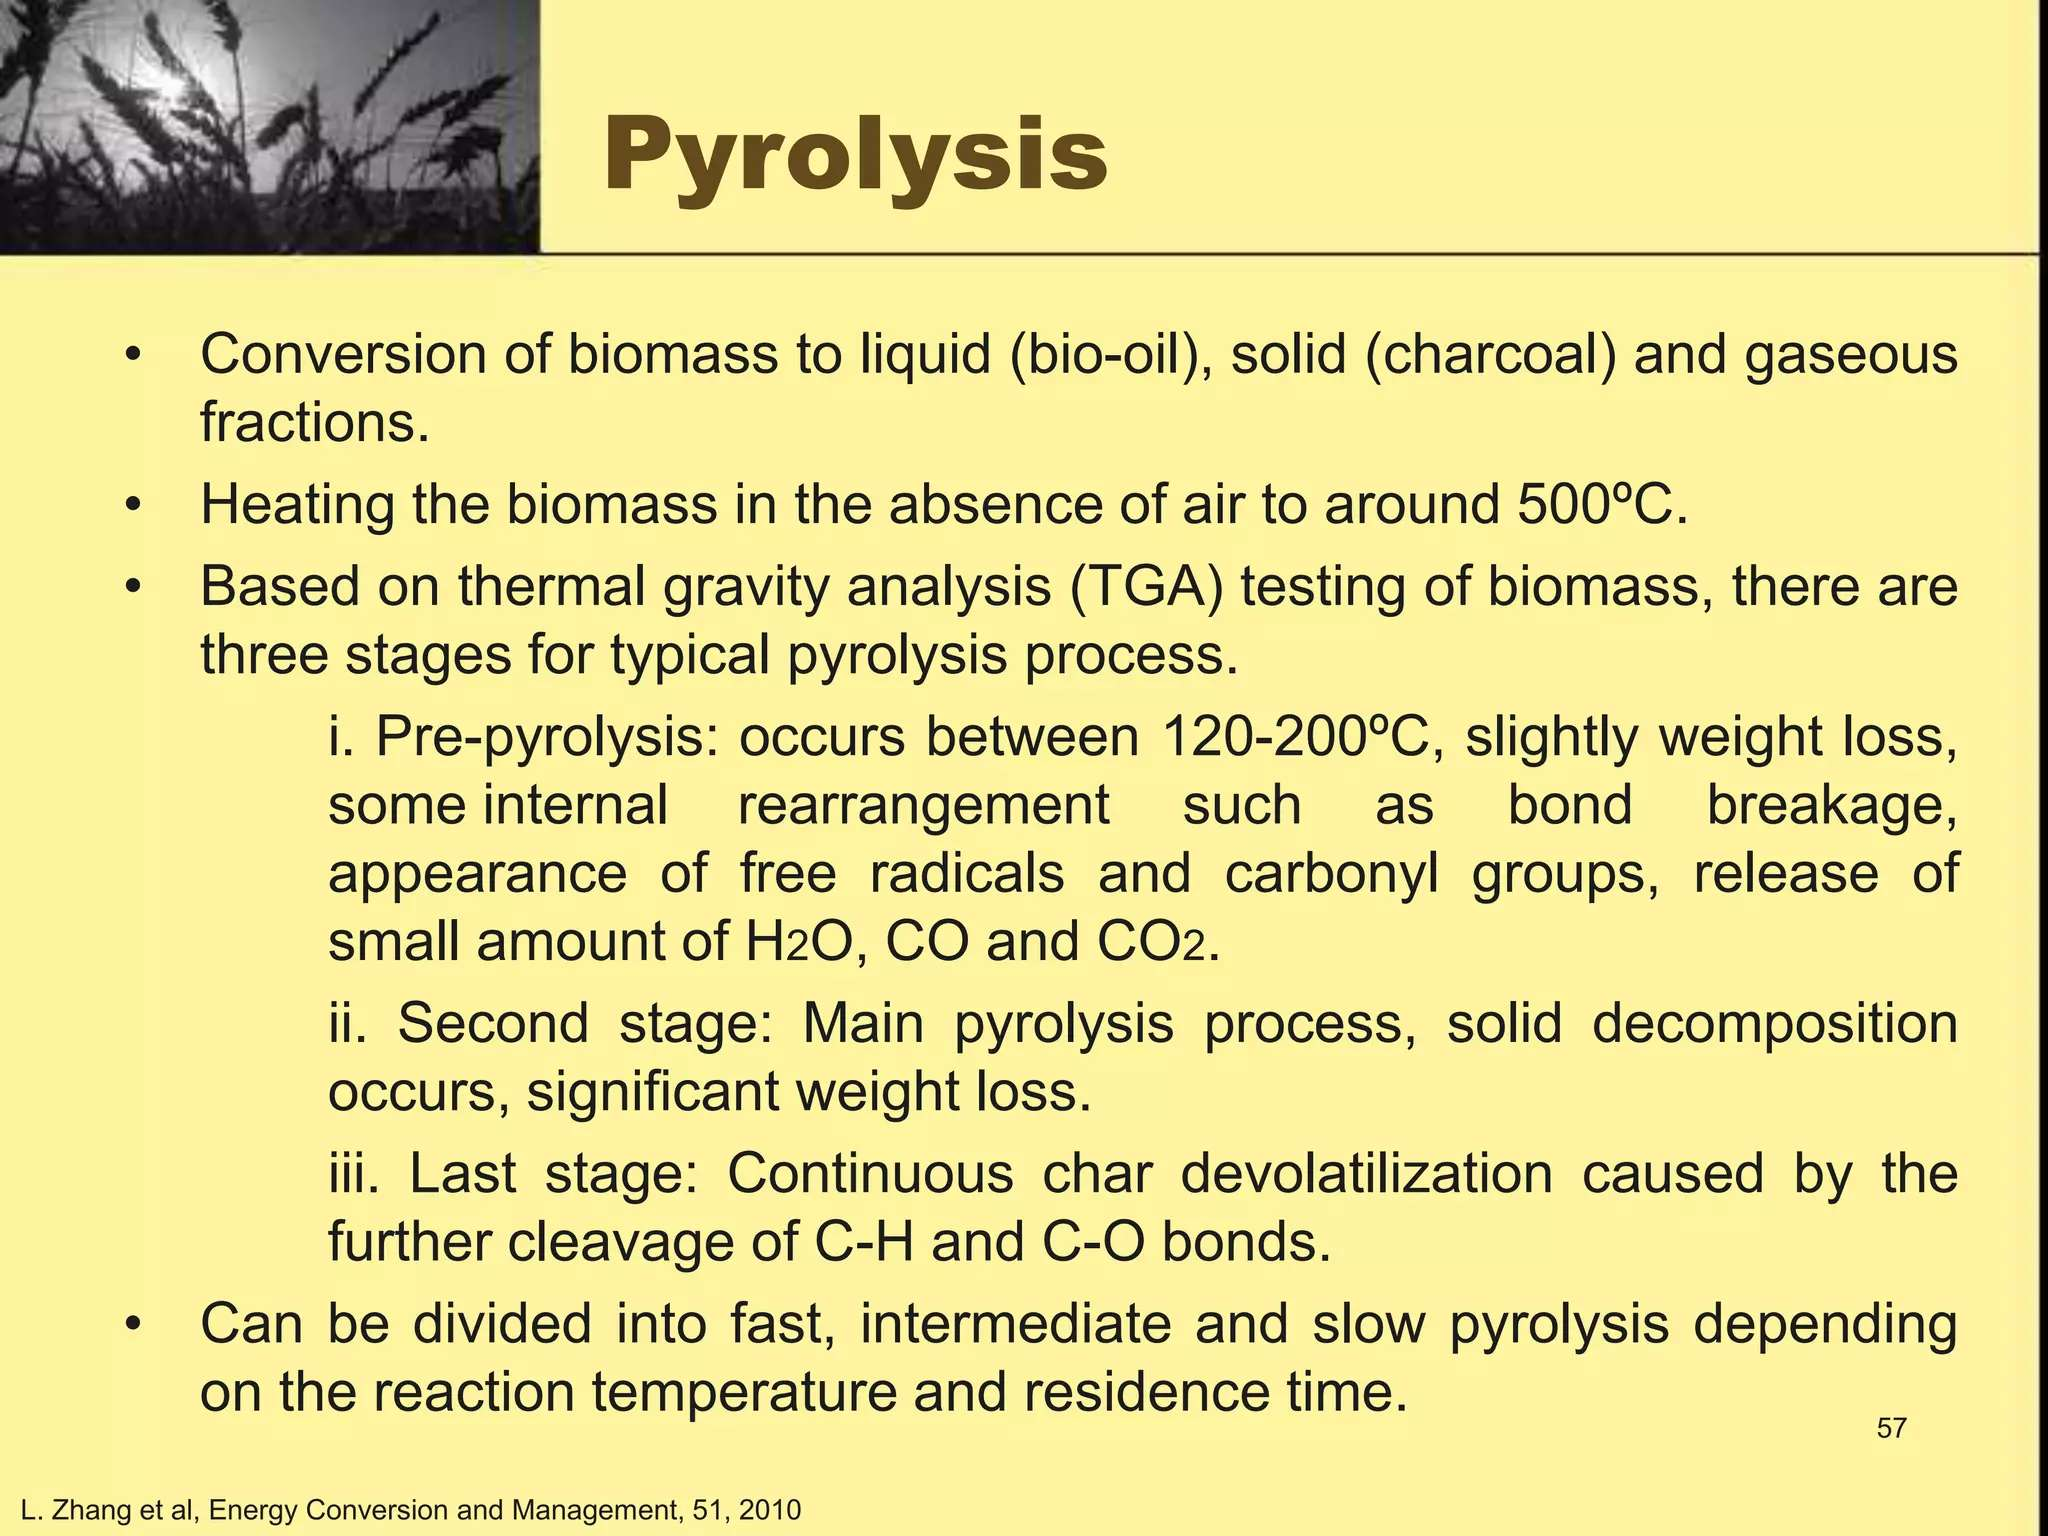 Pyrolysis
• Conversion of biomass to liquid (bio-oil), solid (charcoal) and gaseous
fractions.
• Heating the biomass in the absence of air to around 500ºC.
• Based on thermal gravity analysis (TGA) testing of biomass, there are
three stages for typical pyrolysis process.
i. Pre-pyrolysis: occurs between 120-200ºC, slightly weight loss,
some internal rearrangement such as bond breakage,
appearance of free radicals and carbonyl groups, release of
small amount of H2O, CO and CO2.
ii. Second stage: Main pyrolysis process, solid decomposition
occurs, significant weight loss.
iii. Last stage: Continuous char devolatilization caused by the
further cleavage of C-H and C-O bonds.
• Can be divided into fast, intermediate and slow pyrolysis depending
on the reaction temperature and residence time.
57
L. Zhang et al, Energy Conversion and Management, 51, 2010